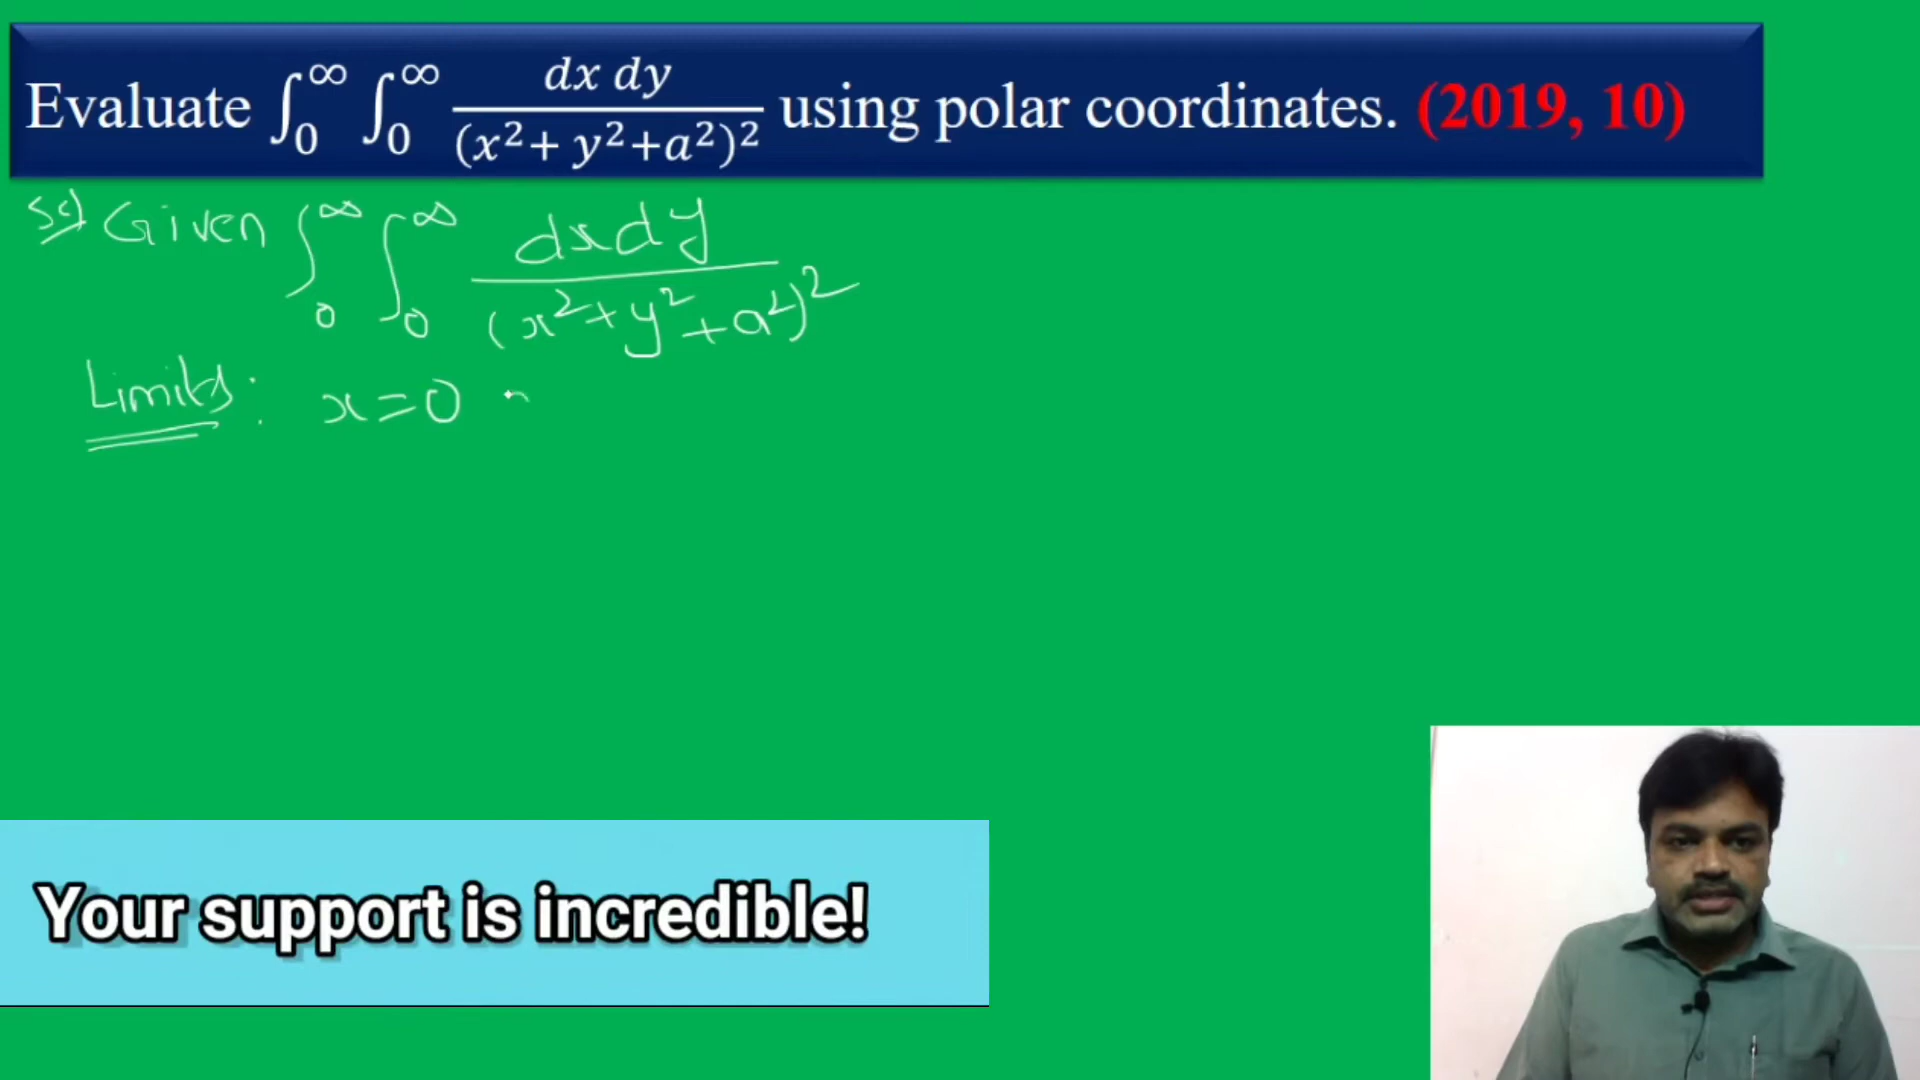 Evaluate ∫₀^∞ ∫₀^∞ dx dy / (x²+ y²+a²)² using polar coordinates. (2019, 10)
Sol Given ∫₀^∞ ∫₀^∞ dxdy / (x²+y²+a²)²
Limits: x=0
Your support is incredible!